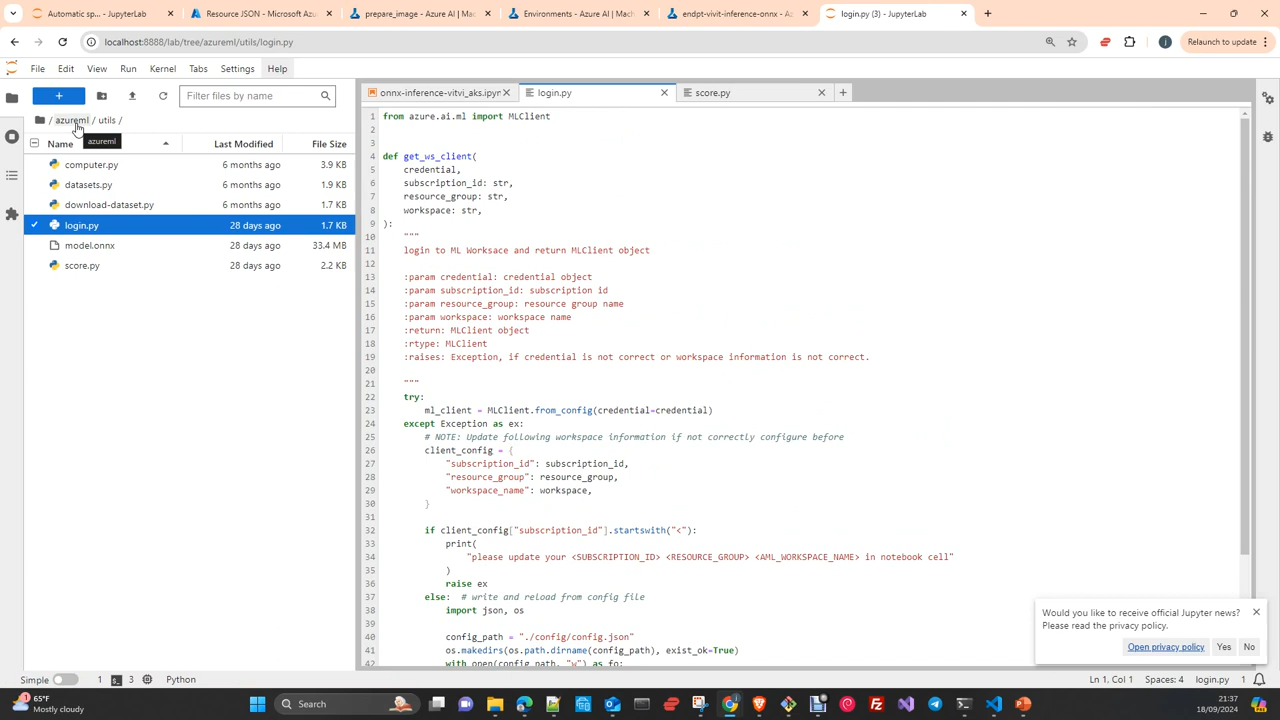 Automatic sp... - JupyterLab
Resource JSON - Microsoft Azu
prepare_image - Azure AI | Mac
Environments - Azure AI | Mach
endpt-vivit-inference-onnx - Az
login.py (3) - JupyterLab
localhost:8888/lab/tree/azureml/utils/login.py
Relaunch to update
File Edit View Run Kernel Tabs Settings Help
Filter files by name
onnx-inference-vitvi_aks.ipyn
login.py
score.py
/ azureml / utils /
azureml
Name Last Modified File Size
computer.py 6 months ago 3.9 KB
datasets.py 6 months ago 1.9 KB
download-dataset.py 6 months ago 1.7 KB
login.py 28 days ago 1.7 KB
model.onnx 28 days ago 33.4 MB
score.py 28 days ago 2.2 KB
1 from azure.ai.ml import MLClient
2
3
4 def get_ws_client(
5 credential,
6 subscription_id: str,
7 resource_group: str,
8 workspace: str,
9 ):
10 """
11 login to ML Worksace and return MLClient object
12
13 :param credential: credential object
14 :param subscription_id: subscription id
15 :param resource_group: resource group name
16 :param workspace: workspace name
17 :return: MLClient object
18 :rtype: MLClient
19 :raises: Exception, if credential is not correct or workspace information is not correct.
20
21 """
22 try:
23 ml_client = MLClient.from_config(credential=credential)
24 except Exception as ex:
25 # NOTE: Update following workspace information if not correctly configure before
26 client_config = {
27 "subscription_id": subscription_id,
28 "resource_group": resource_group,
29 "workspace_name": workspace,
30 }
31
32 if client_config["subscription_id"].startswith("<"):
33 print(
34 "please update your <SUBSCRIPTION_ID> <RESOURCE_GROUP> <AML_WORKSPACE_NAME> in notebook cell"
35 )
36 raise ex
37 else: # write and reload from config file
38 import json, os
39
40 config_path = "./config/config.json"
41 os.makedirs(os.path.dirname(config_path), exist_ok=True)
42 with open(config_path, "w") as fo:
Would you like to receive official Jupyter news?
Please read the privacy policy.
Open privacy policy Yes No
Simple 1 3 Python
Ln 1, Col 1 Spaces: 4 login.py 1
65°F
Mostly cloudy
Search
21:37
18/09/2024